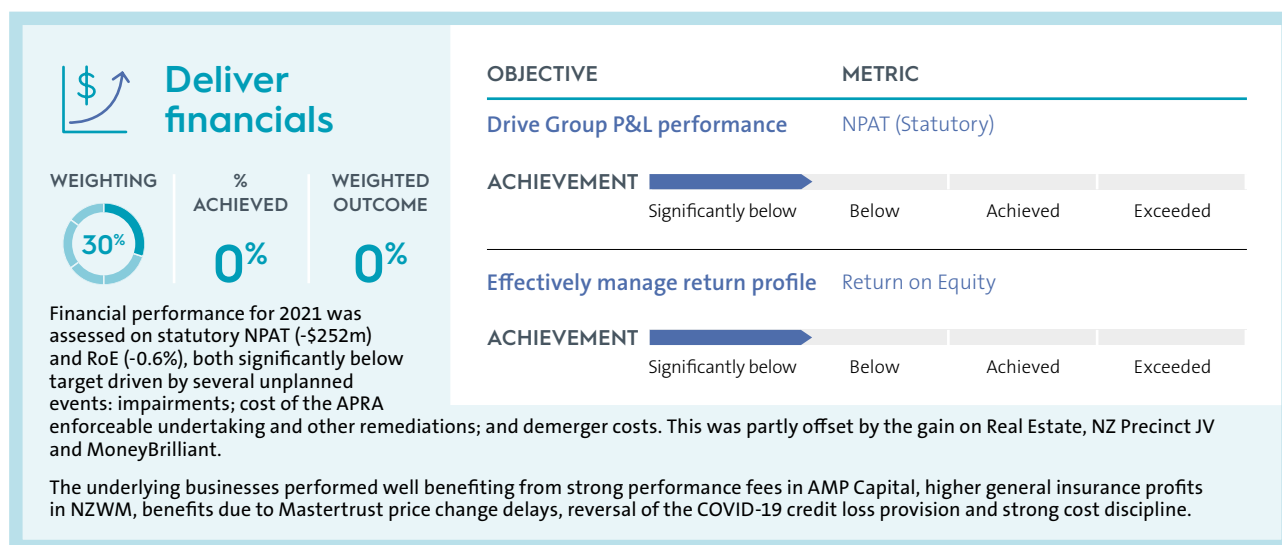 $
Deliver
financials
WEIGHTING
%
ACHIEVED
WEIGHTED
OUTCOME
30%
0%
0%
Financial performance for 2021 was
assessed on statutory NPAT (-$252m)
and RoE (-0.6%), both significantly below
target driven by several unplanned
events: impairments; cost of the APRA
enforceable undertaking and other remediations; and demerger costs. This was partly offset by the gain on Real Estate, NZ Precinct JV
and MoneyBrilliant.
The underlying businesses performed well benefiting from strong performance fees in AMP Capital, higher general insurance profits
in NZWM, benefits due to Mastertrust price change delays, reversal of the COVID-19 credit loss provision and strong cost discipline.
OBJECTIVE METRIC
Drive Group P&L performance NPAT (Statutory)
ACHIEVEMENT
Significantly below Below Achieved Exceeded
Effectively manage return profile Return on Equity
ACHIEVEMENT
Significantly below Below Achieved Exceeded